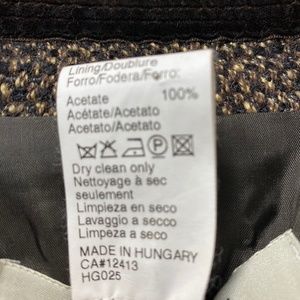 Lining/Doublure
Forro/Fodera/Forro:
Acetate 100%
Acétate/Acetato
Acetato/Acetato
Dry clean only
Nettoyage à sec
seulement
Limpieza en seco
Lavaggio a secco
Limpeza a seco
MADE IN HUNGARY
CA#12413
HG025